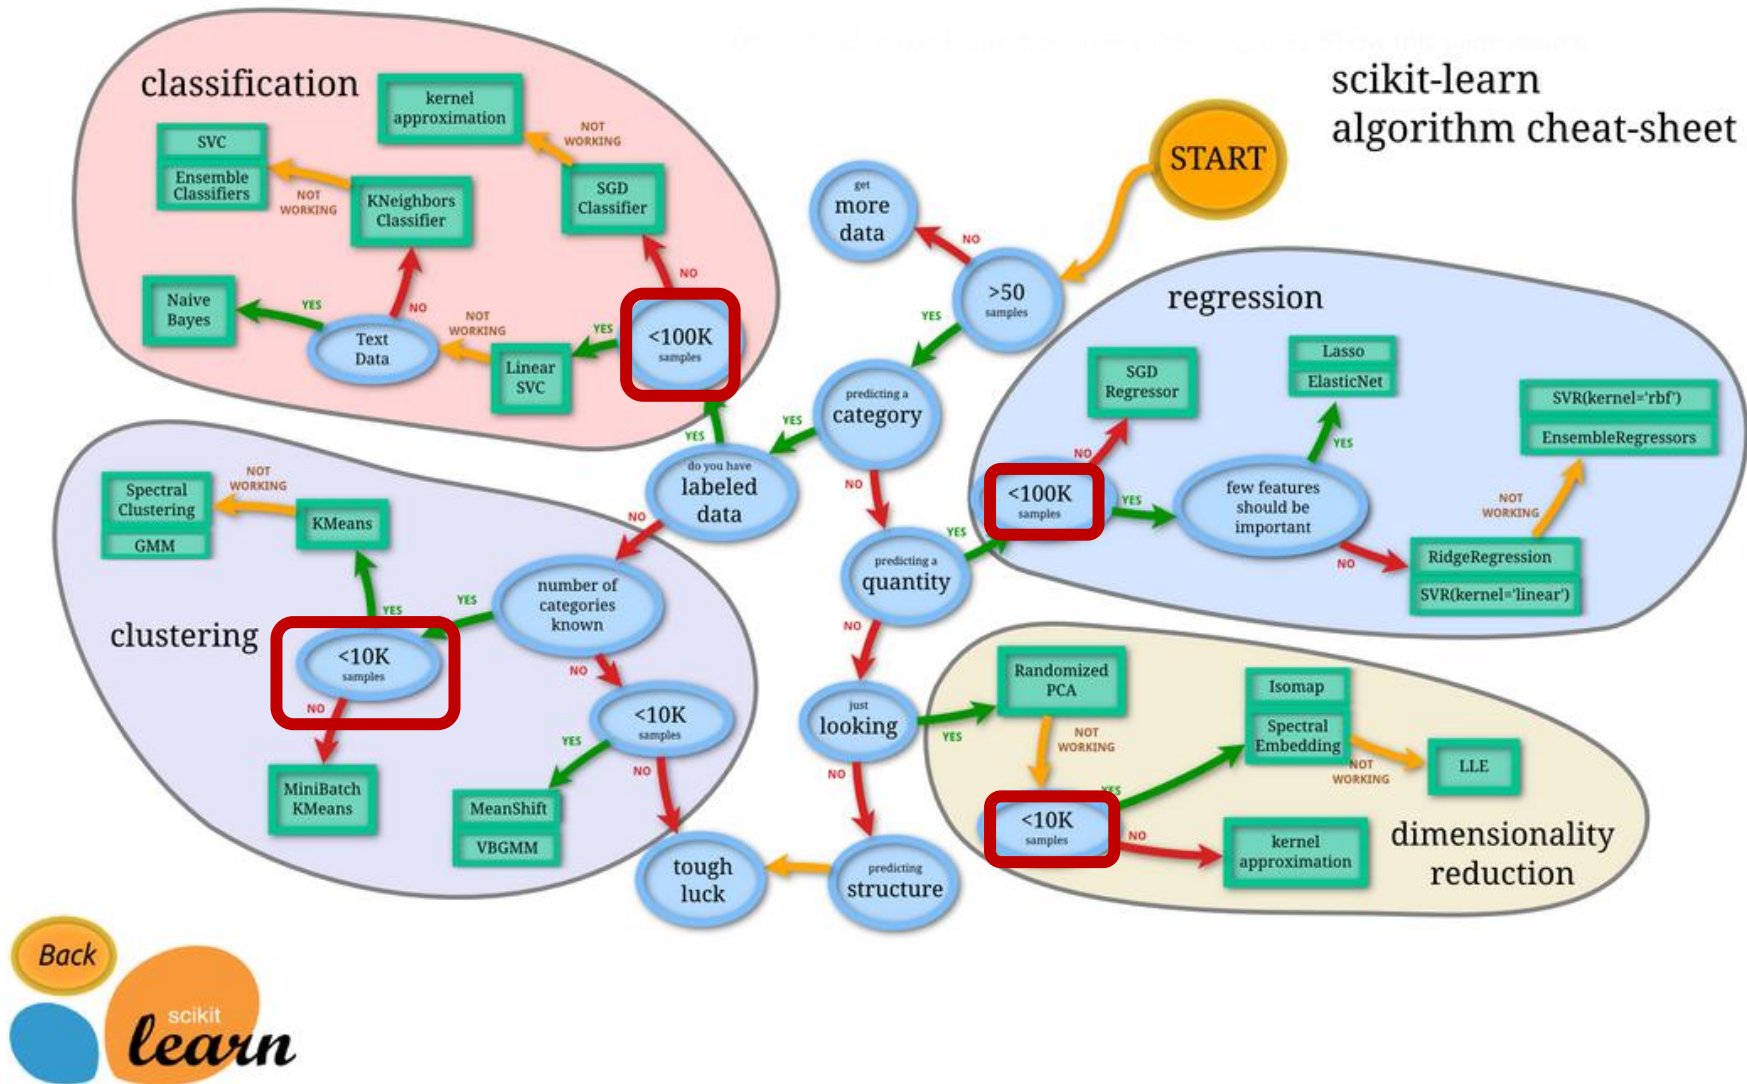 scikit-learn
algorithm cheat-sheet
START
classification
kernel
approximation
NOT
WORKING
SVC
Ensemble
Classifiers
NOT
WORKING
KNeighbors
Classifier
SGD
Classifier
NO
NO
Naive
Bayes
YES
Text
Data
NOT
WORKING
Linear
SVC
YES
<100K
samples
YES
get
more
data
NO
>50
samples
YES
predicting a
category
YES
NO
do you have
labeled
data
NO
predicting a
quantity
YES
NO
just
looking
YES
NO
predicting
structure
tough
luck
regression
SGD
Regressor
Lasso
ElasticNet
SVR(kernel='rbf')
EnsembleRegressors
NO
YES
<100K
samples
YES
few features
should be
important
NOT
WORKING
NO
RidgeRegression
SVR(kernel='linear')
clustering
Spectral
Clustering
GMM
NOT
WORKING
KMeans
number of
categories
known
YES
YES
<10K
samples
NO
NO
<10K
samples
YES
NO
MiniBatch
KMeans
MeanShift
VBGMM
Randomized
PCA
NOT
WORKING
Isomap
Spectral
Embedding
NOT
WORKING
LLE
YES
<10K
samples
NO
kernel
approximation
dimensionality
reduction
Back
scikit
learn